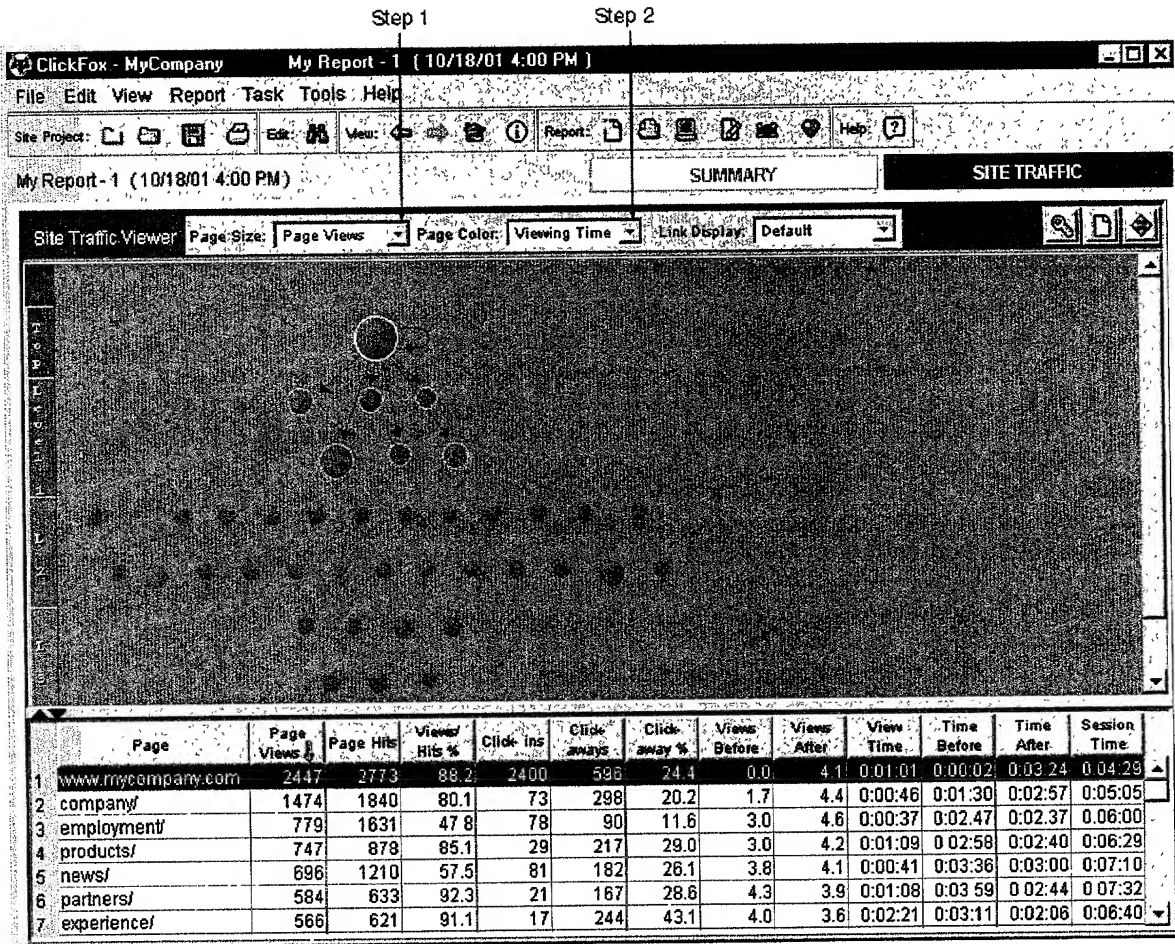 Step 1 Step 2
ClickFox - MyCompany My Report - 1 ( 10/18/01 4:00 PM )
File Edit View Report Task Tools Help
Site Project: Edit: View: Report: Help:
My Report - 1 ( 10/18/01 4:00 PM ) SUMMARY SITE TRAFFIC
Site Traffic Viewer Page Size: Page Views Page Color: Viewing Time Link Display: Default
Page Page Views Page Hits Views/ Hits % Click- ins Click- aways Click- away % Views Before Views After View Time Time Before Time After Session Time
1 www.mycompany.com 2447 2773 88.2 2400 596 24.4 0.0 4.1 0:01:01 0:00:02 0:03:24 0:04:29
2 company/ 1474 1840 80.1 73 298 20.2 1.7 4.4 0:00:46 0:01:30 0:02:57 0:05:05
3 employment/ 779 1631 47 8 78 90 11.6 3.0 4.6 0:00:37 0:02.47 0:02.37 0.06:00
4 products/ 747 878 85.1 29 217 29.0 3.0 4.2 0:01:09 0 02:58 0:02:40 0:06:29
5 news/ 696 1210 57.5 81 182 26.1 3.8 4.1 0:00:41 0:03:36 0:03:00 0:07:10
6 partners/ 584 633 92.3 21 167 28.6 4.3 3.9 0:01:08 0:03 59 0 02:44 0 07:32
7 experience/ 566 621 91.1 17 244 43.1 4.0 3.6 0:02:21 0:03:11 0:02:06 0:06:40